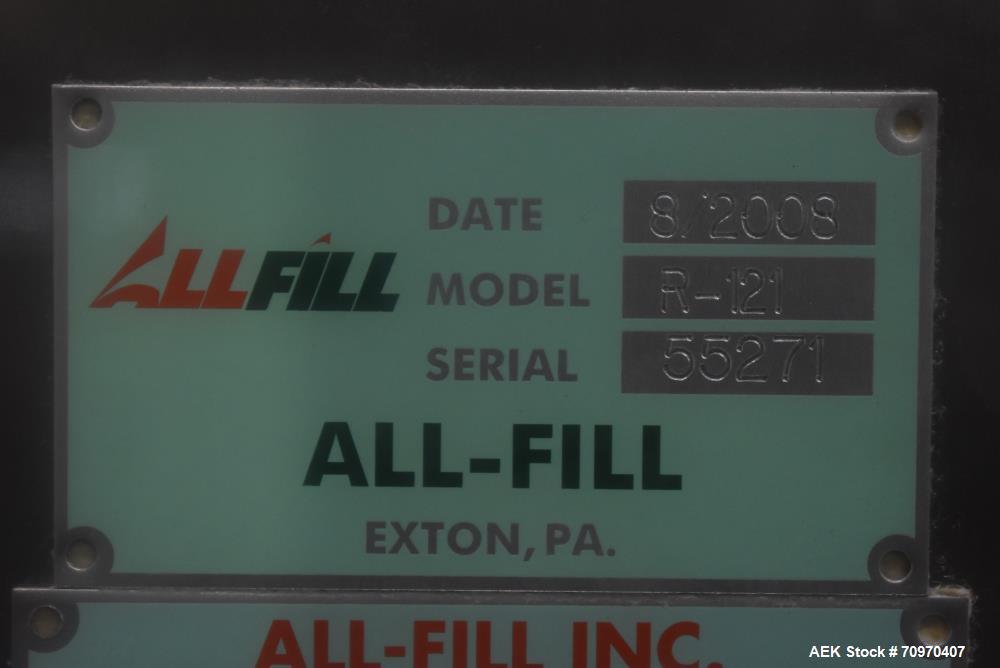 ALLFILL
DATE 8/2008
MODEL R-121
SERIAL 55271
ALL-FILL
EXTON, PA.
ALL-FILL INC.
AEK Stock # 70970407